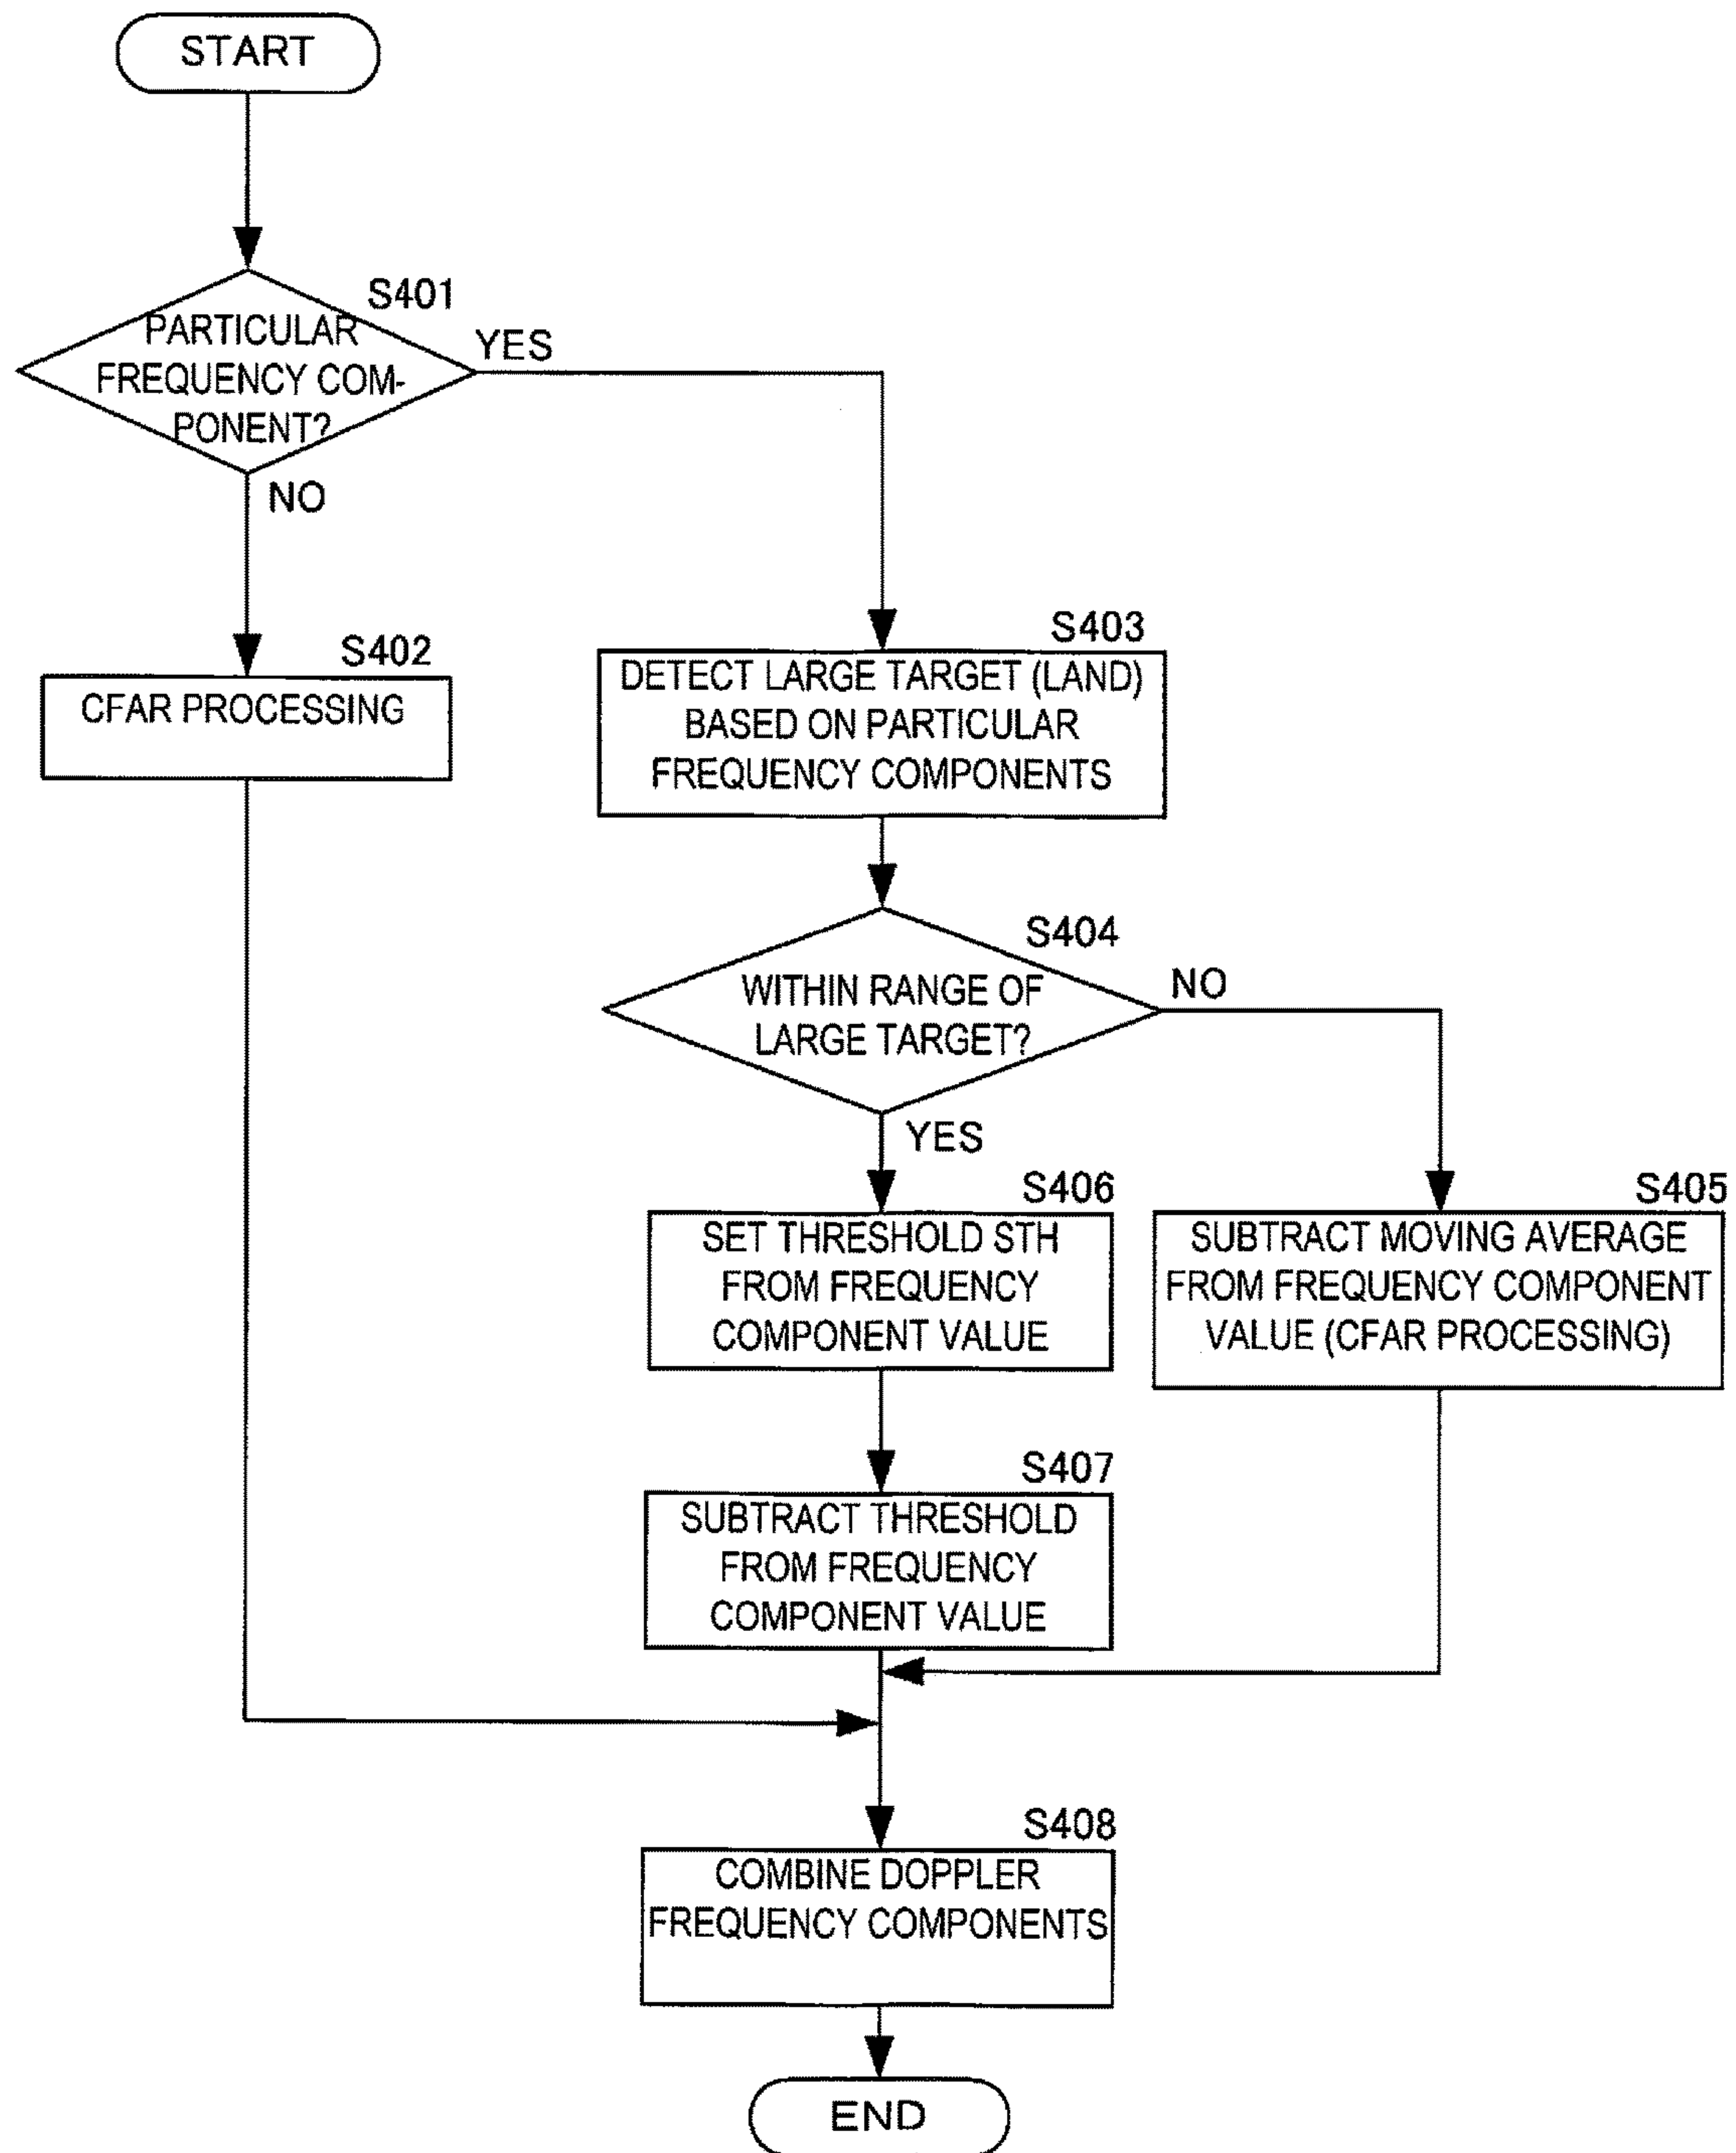 START
S401
PARTICULAR
FREQUENCY COM-
PONENT?
YES
NO
S402
CFAR PROCESSING
S403
DETECT LARGE TARGET (LAND)
BASED ON PARTICULAR
FREQUENCY COMPONENTS
S404
WITHIN RANGE OF
LARGE TARGET?
NO
YES
S406
SET THRESHOLD STH
FROM FREQUENCY
COMPONENT VALUE
S405
SUBTRACT MOVING AVERAGE
FROM FREQUENCY COMPONENT
VALUE (CFAR PROCESSING)
S407
SUBTRACT THRESHOLD
FROM FREQUENCY
COMPONENT VALUE
S408
COMBINE DOPPLER
FREQUENCY COMPONENTS
END